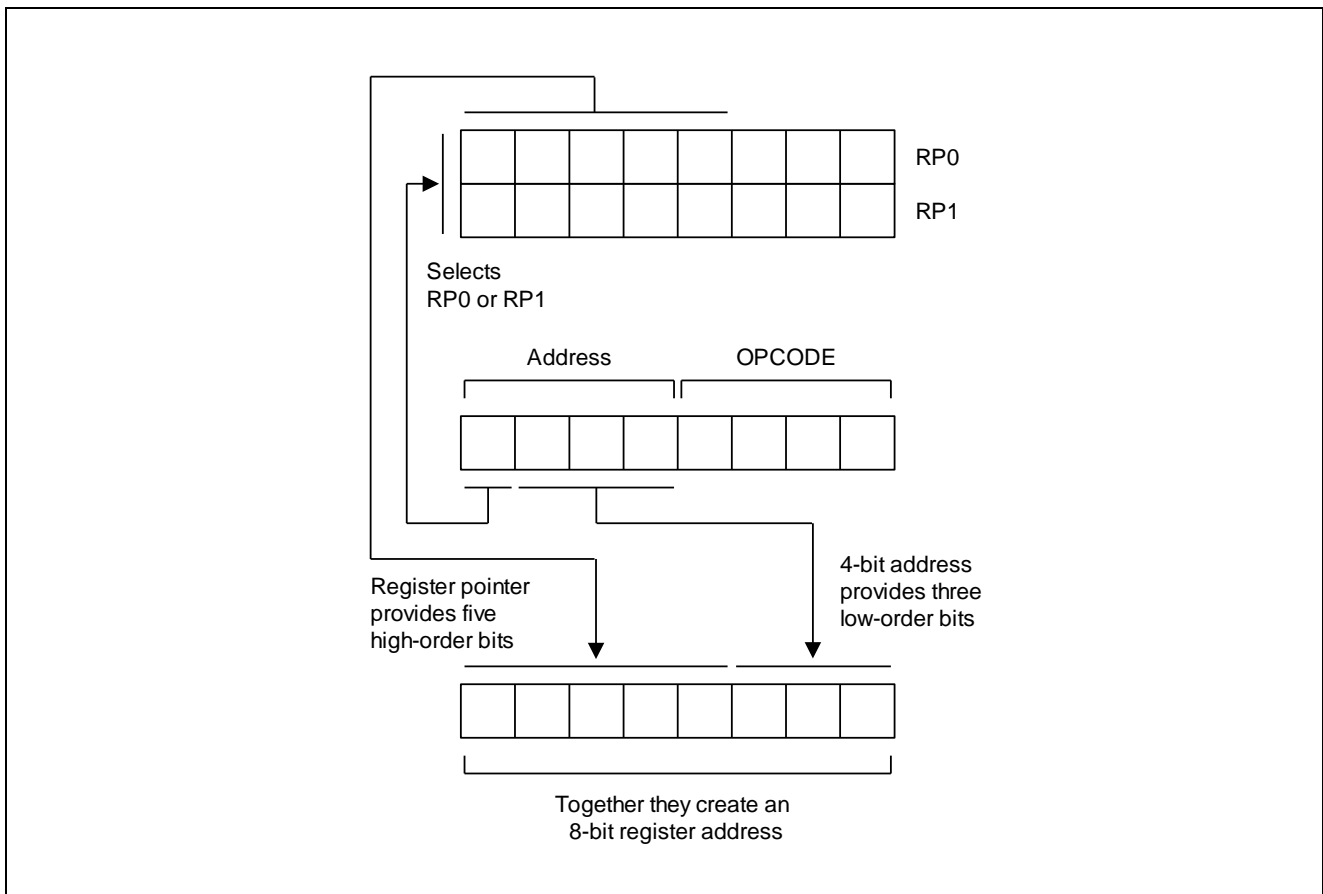 RP0
RP1
Selects
RP0 or RP1
Address
OPCODE
Register pointer
provides five
high-order bits
4-bit address
provides three
low-order bits
Together they create an
8-bit register address